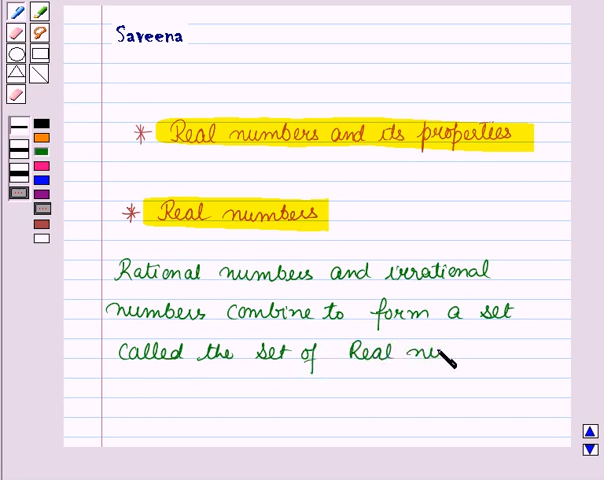 Saveena
* Real numbers and its properties
* Real numbers
Rational numbers and irrational
numbers combine to form a set
called the set of Real nu